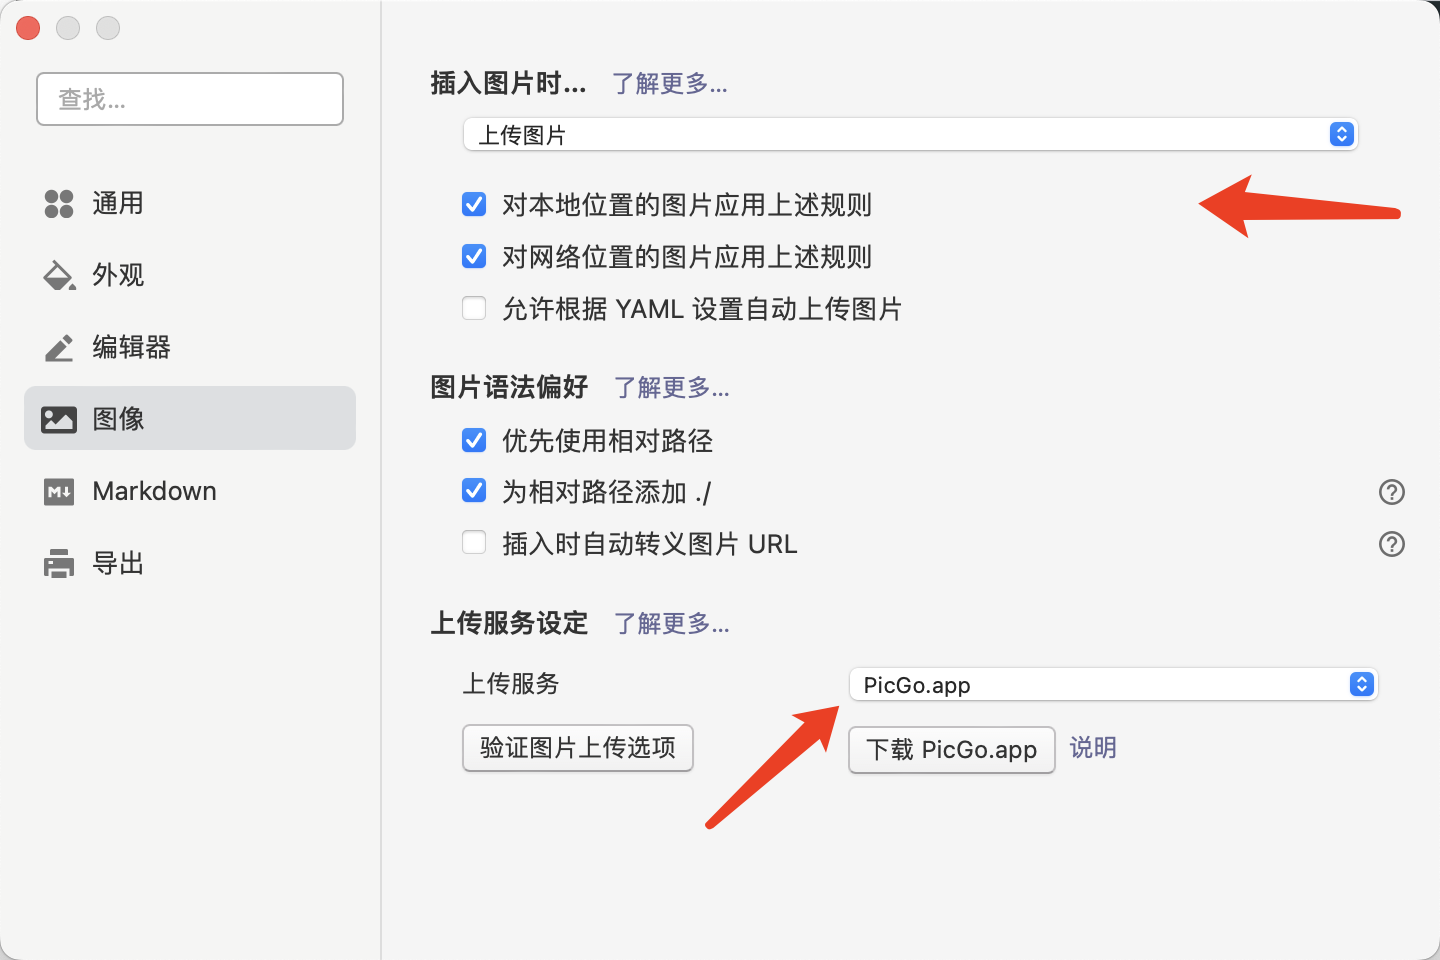 查找...
通用
外观
编辑器
图像
Markdown
导出
插入图片时... 了解更多...
上传图片
对本地位置的图片应用上述规则
对网络位置的图片应用上述规则
允许根据 YAML 设置自动上传图片
图片语法偏好 了解更多...
优先使用相对路径
为相对路径添加 ./
?
插入时自动转义图片 URL
?
上传服务设定 了解更多...
上传服务
PicGo.app
验证图片上传选项
下载 PicGo.app
说明